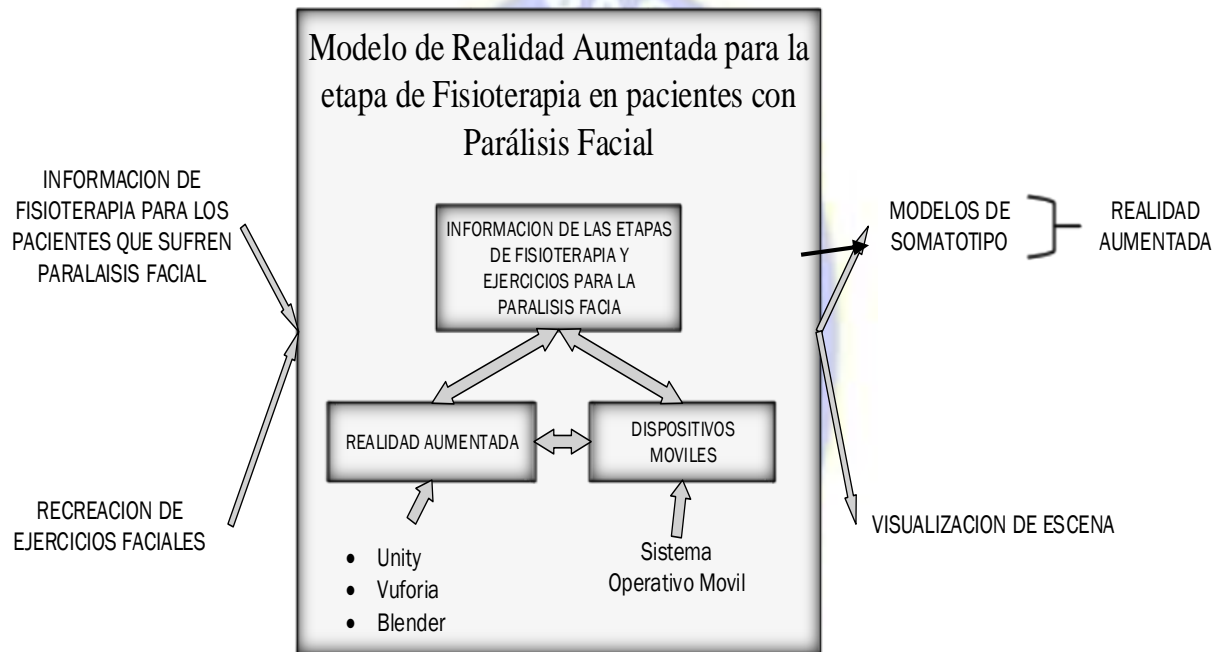 Modelo de Realidad Aumentada para la
etapa de Fisioterapia en pacientes con
Parálisis Facial
INFORMACION DE
FISIOTERAPIA PARA LOS
PACIENTES QUE SUFREN
PARALAISIS FACIAL
RECREACION DE
EJERCICIOS FACIALES
INFORMACION DE LAS ETAPAS
DE FISIOTERAPIA Y
EJERCICIOS PARA LA
PARALISIS FACIA
REALIDAD AUMENTADA
DISPOSITIVOS
MOVILES
• Unity
• Vuforia
• Blender
Sistema
Operativo Movil
MODELOS DE
SOMATOTIPO
REALIDAD
AUMENTADA
VISUALIZACION DE ESCENA